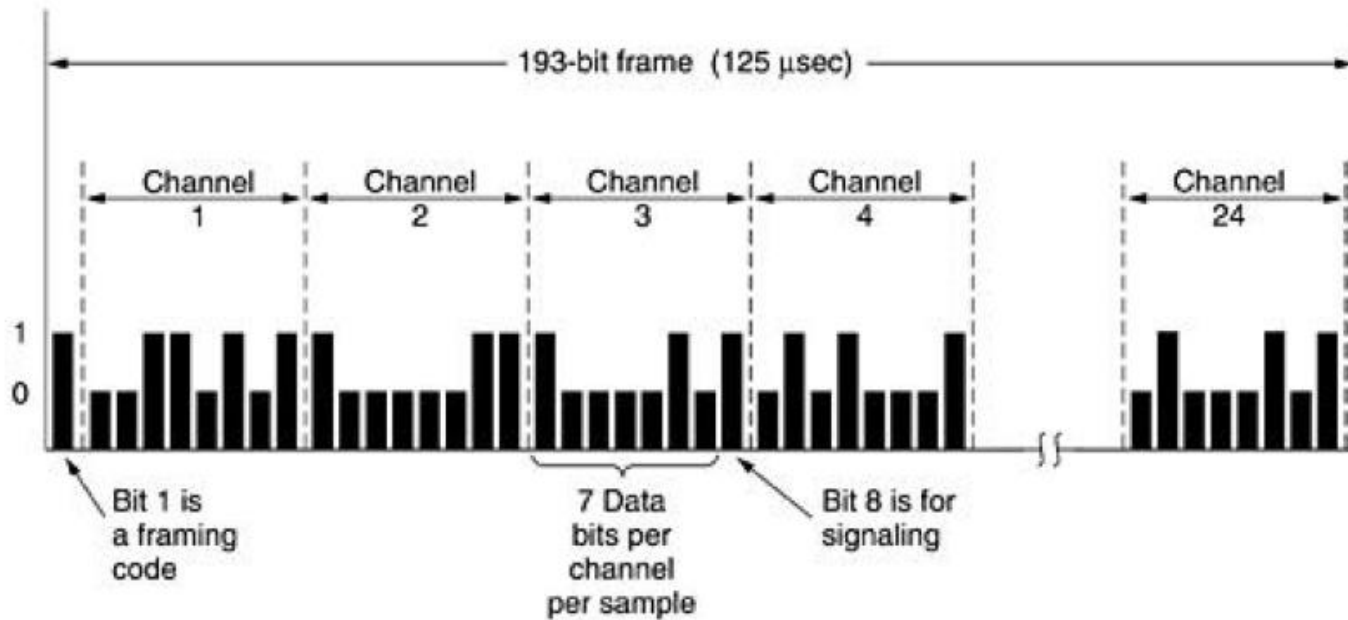 193-bit frame (125 μsec)
Channel
1
Channel
2
Channel
3
Channel
4
Channel
24
1
0
Bit 1 is
a framing
code
7 Data
bits per
channel
per sample
Bit 8 is for
signaling